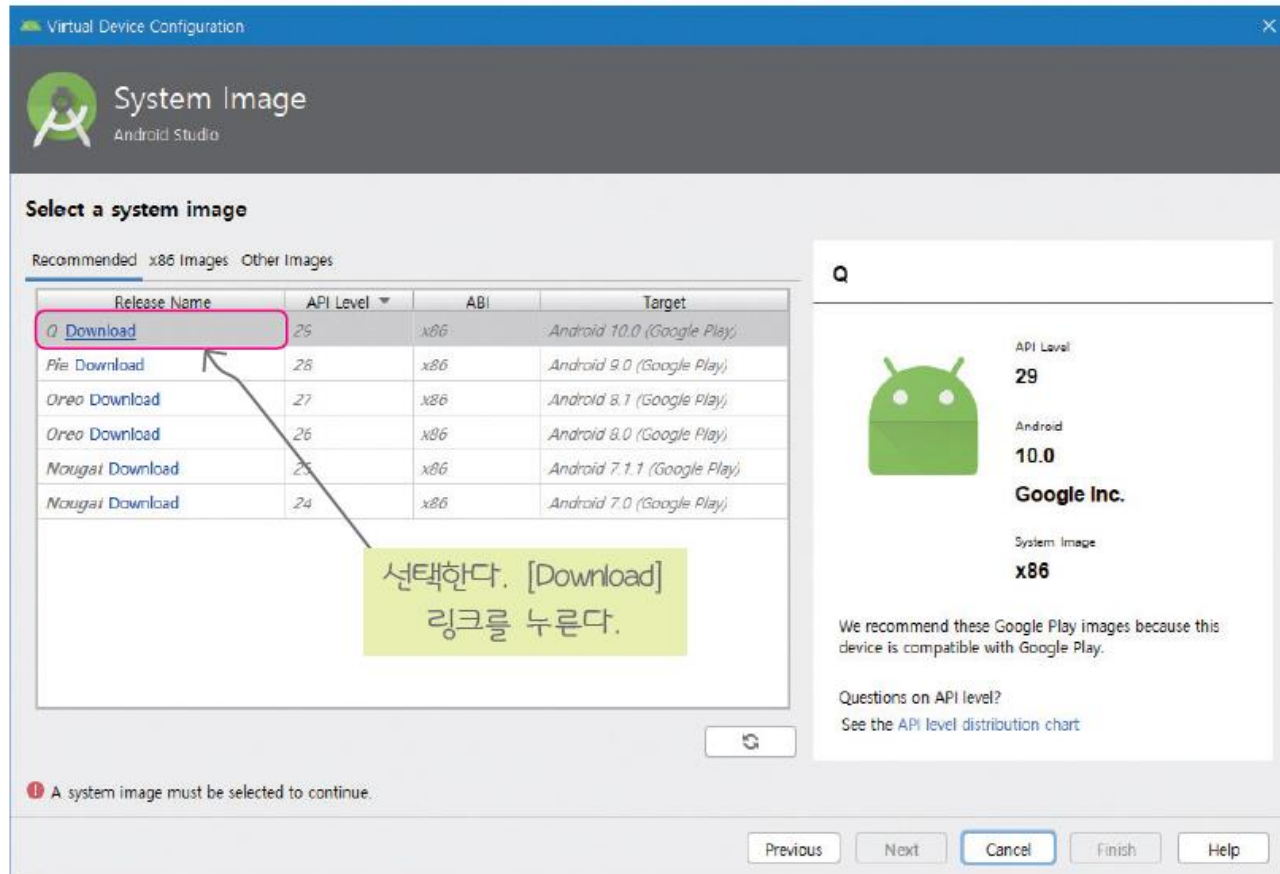 Virtual Device Configuration
System Image
Android Studio
Select a system image
Recommended x86 Images Other Images
Release Name API Level ABI Target
Q Download 29 x86 Android 10.0 (Google Play)
Pie Download 28 x86 Android 9.0 (Google Play)
Oreo Download 27 x86 Android 8.1 (Google Play)
Oreo Download 26 x86 Android 8.0 (Google Play)
Nougat Download 25 x86 Android 7.1.1 (Google Play)
Nougat Download 24 x86 Android 7.0 (Google Play)
선택한다. [Download]
링크를 누른다.
Q
API Level
29
Android
10.0
Google Inc.
System Image
x86
We recommend these Google Play images because this
device is compatible with Google Play.
Questions on API level?
See the API level distribution chart
A system image must be selected to continue.
Previous Next Cancel Finish Help